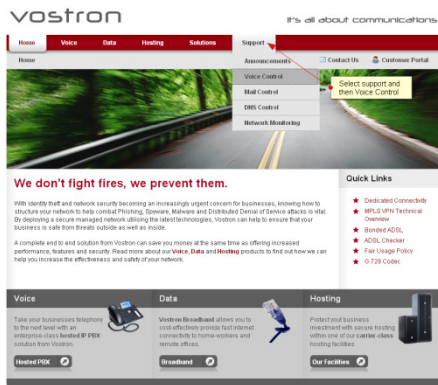 vostron
It's all about communications
Home Voice Data Hosting Solutions Support
Home
Announcements
Contact Us Customer Portal
Voice Control
Mail Control
DNS Control
Network Monitoring
Select support and
then Voice Control
We don't fight fires, we prevent them.
With identity theft and network security becoming an increasingly urgent concern for businesses, knowing how to
structure your network to help combat Phishing, Spyware, Malware and Distributed Denial of Service attacks is vital.
By deploying a secure managed network utilising the latest technologies, Vostron can help to ensure that your
business is safe from threats outside as well as inside.
A complete end to end solution from Vostron can save you money at the same time as offering increased
performance, features and security. Read more about our Voice, Data and Hosting products to find out how we can
help you increase the effectiveness and safety of your network.
Quick Links
Dedicated Connectivity
MPLS VPN Technical
Overview
Bonded ADSL
ADSL Checker
Fair Usage Policy
G.729 Codec
Voice
Take your business telephony
to the next level with an
enterprise-class hosted IP PBX
solution from Vostron.
Hosted PBX
Data
Vostron Broadband allows you to
cost-effectively provide fast internet
connectivity to home-workers and
remote offices.
Broadband
Hosting
Protect your business
investment with secure hosting
within one of our carrier-class
hosting facilities.
Our Facilities